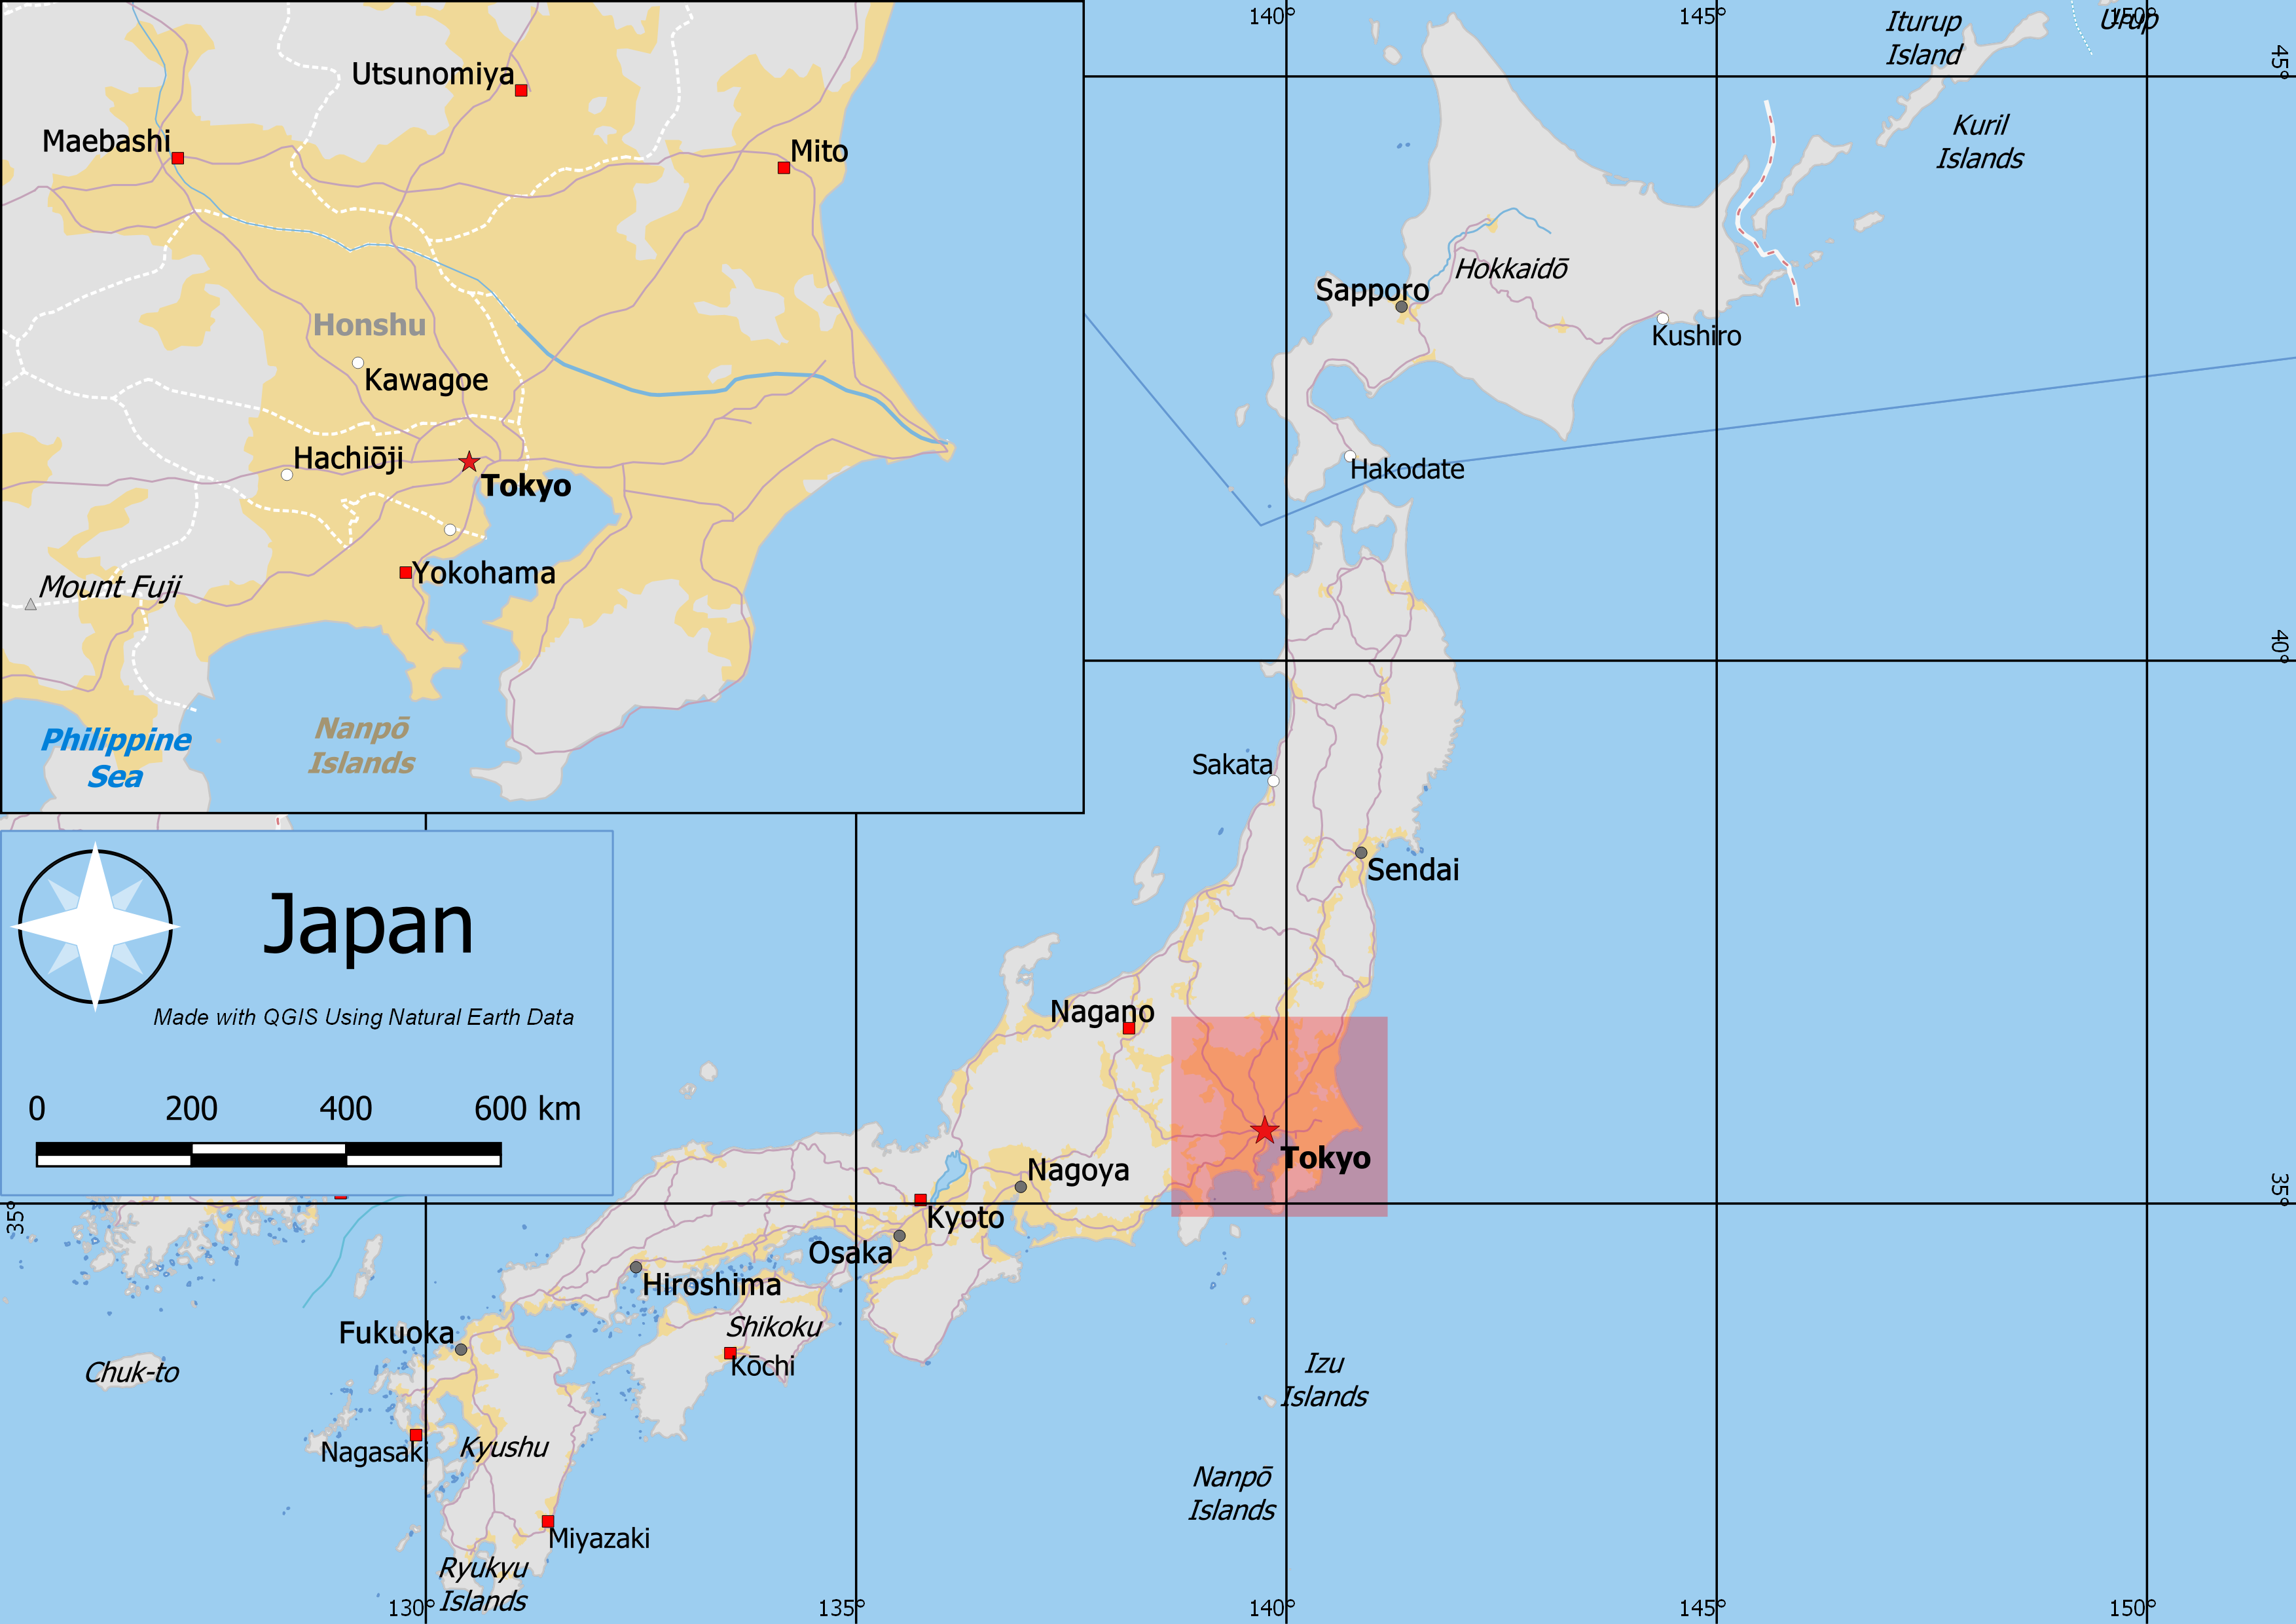 140°
145°
150°
Iturup
Island
Urup
45°
Utsunomiya
Maebashi
Mito
Kuril
Islands
Hokkaidō
Sapporo
Kushiro
Honshu
Kawagoe
Hachiōji
Tokyo
Hakodate
Yokohama
Mount Fuji
40°
Philippine
Sea
Nanpō
Islands
Sakata
Sendai
Japan
Made with QGIS Using Natural Earth Data
0 200 400 600 km
Nagano
Tokyo
Nagoya
35°
35°
Kyoto
Osaka
Hiroshima
Fukuoka
Shikoku
Kōchi
Chuk-to
Izu
Islands
Nagasaki
Kyushu
Nanpō
Islands
Miyazaki
Ryukyu
Islands
130°
135°
140°
145°
150°